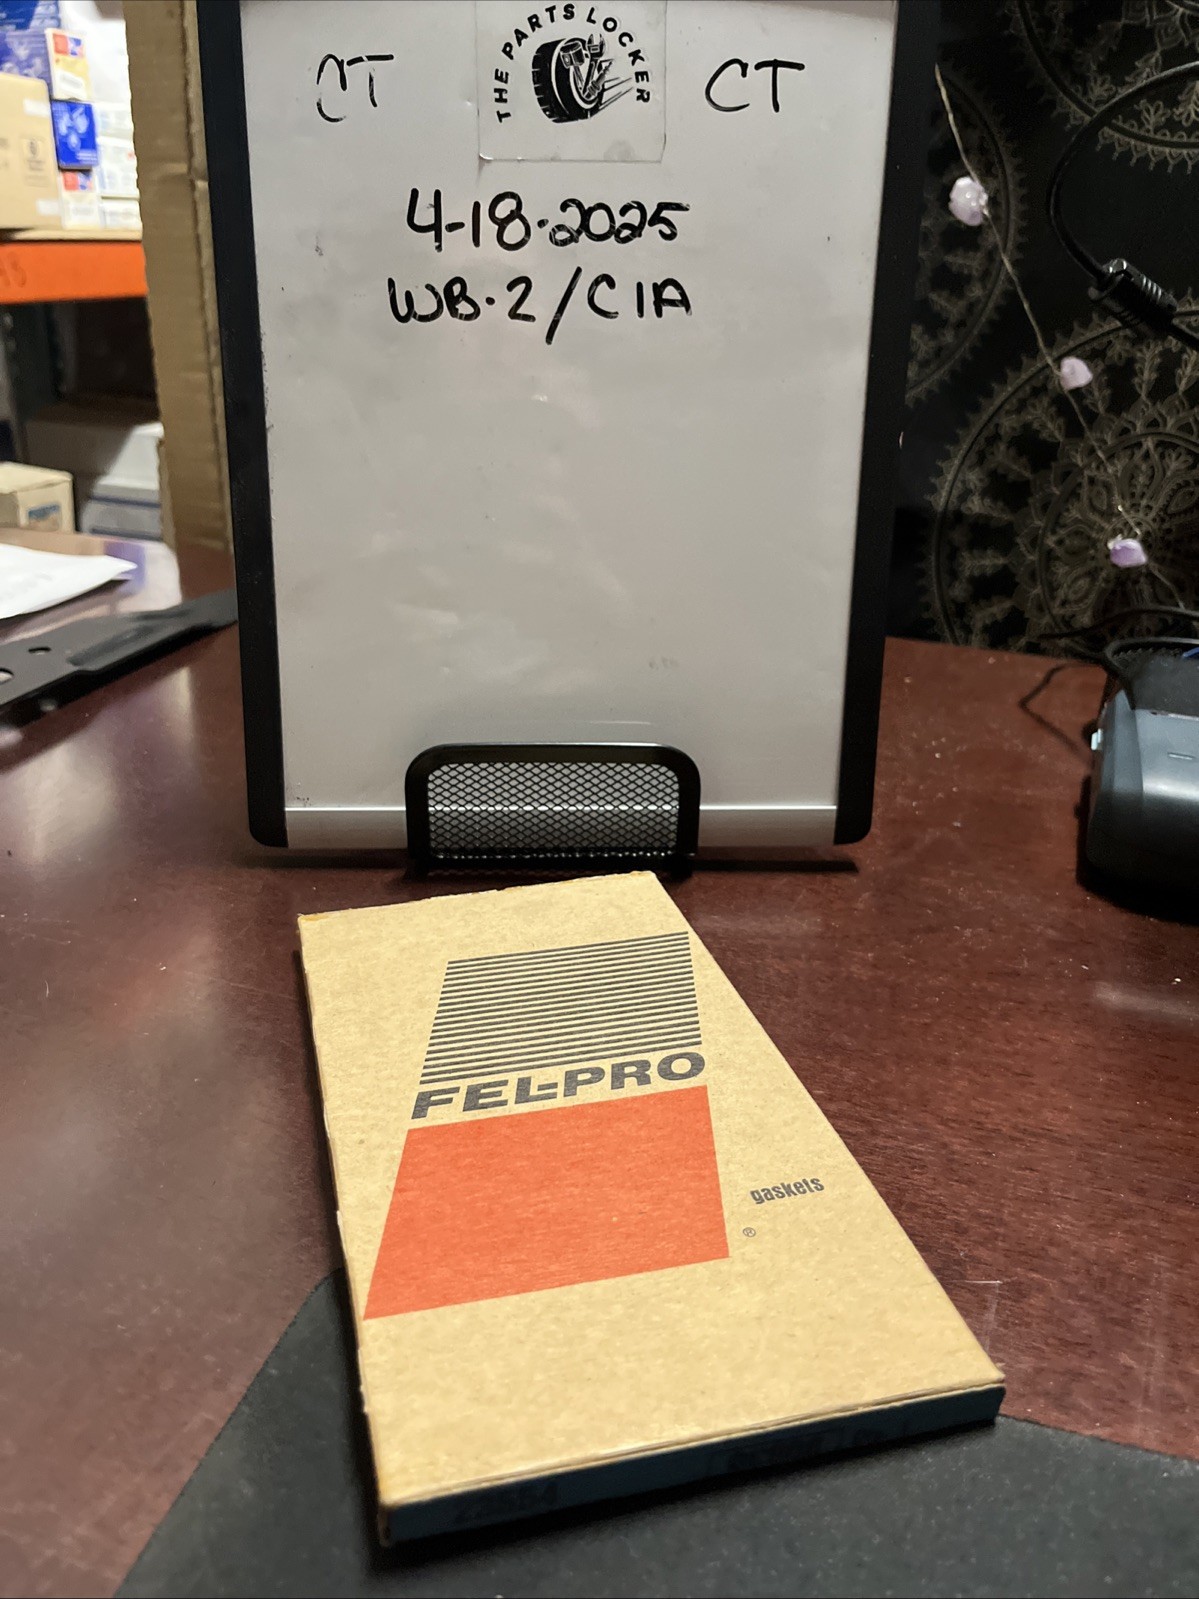 THE PARTS LOCKER
CT CT
4-18-2025
WB-2/C1A
FEL-PRO
gaskets
®